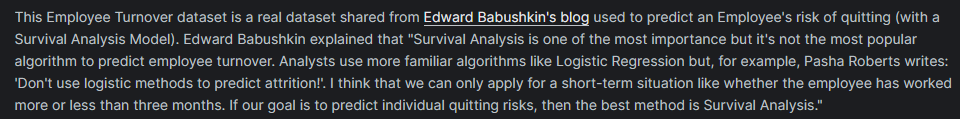 This Employee Turnover dataset is a real dataset shared from Edward Babushkin's blog used to predict an Employee's risk of quitting (with a
Survival Analysis Model). Edward Babushkin explained that "Survival Analysis is one of the most importance but it's not the most popular
algorithm to predict employee turnover. Analysts use more familiar algorithms like Logistic Regression but, for example, Pasha Roberts writes:
'Don't use logistic methods to predict attrition!'. I think that we can only apply for a short-term situation like whether the employee has worked
more or less than three months. If our goal is to predict individual quitting risks, then the best method is Survival Analysis."